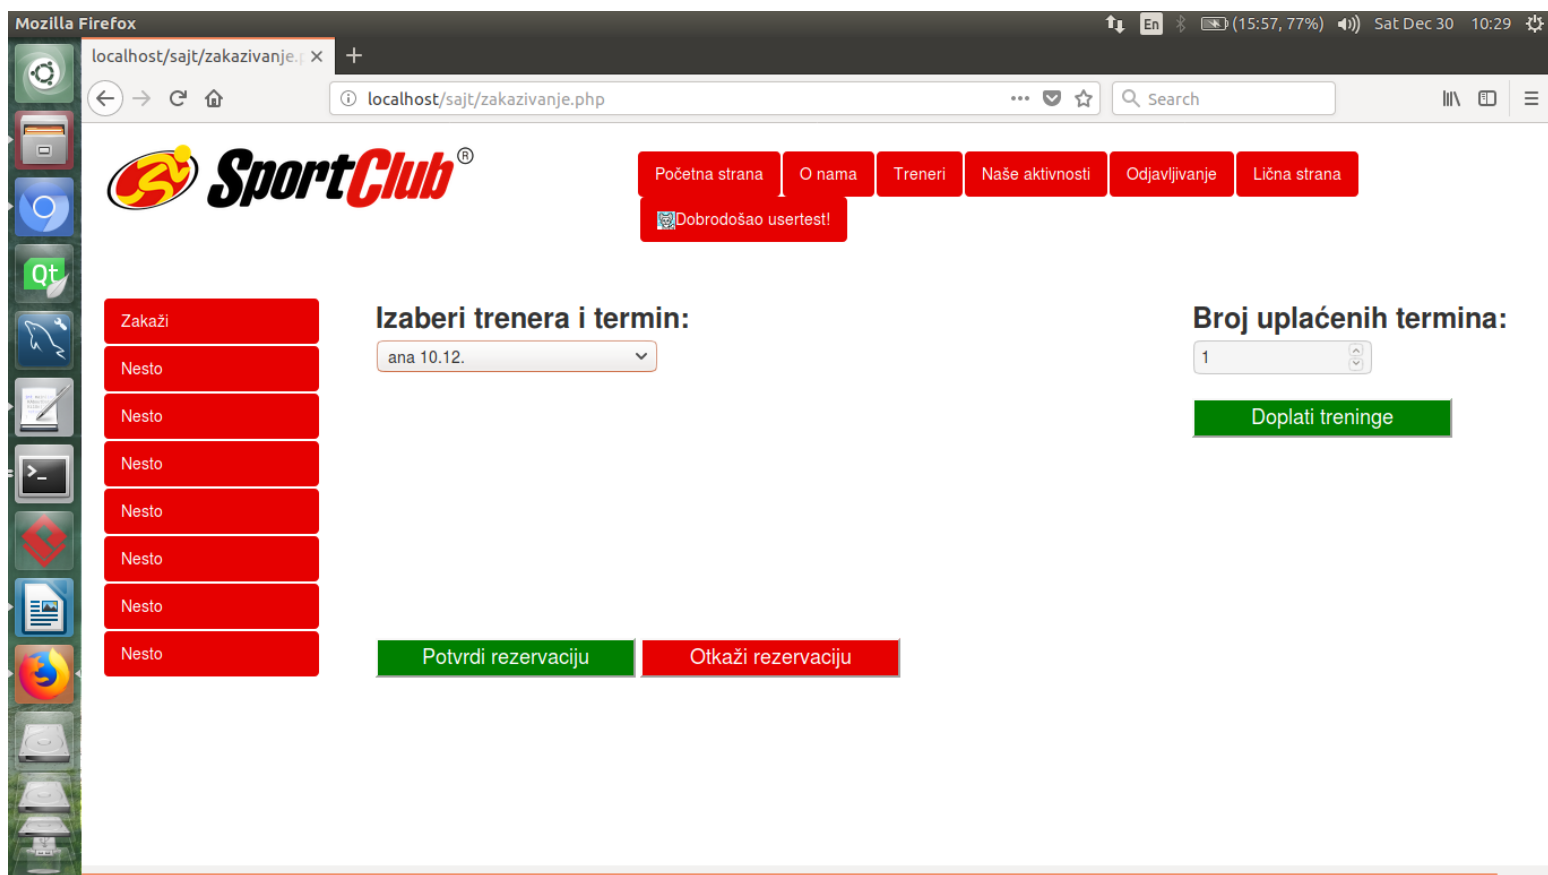 Mozilla Firefox
En (15:57, 77%) Sat Dec 30 10:29
localhost/sajt/zakazivanje.p
localhost/sajt/zakazivanje.php
Search
SportClub®
Početna strana O nama Treneri Naše aktivnosti Odjavljivanje Lična strana
Dobrodošao usertest!
Zakaži
Nesto
Nesto
Nesto
Nesto
Nesto
Nesto
Nesto
Izaberi trenera i termin:
ana 10.12.
Potvrdi rezervaciju Otkaži rezervaciju
Broj uplaćenih termina:
1
Doplati treninge
Qt